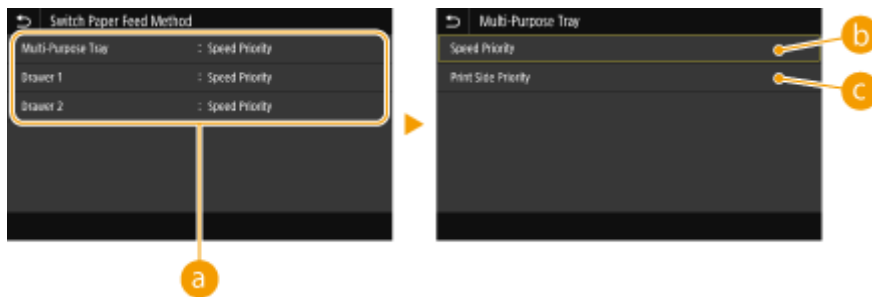 Switch Paper Feed Method
Multi-Purpose Tray : Speed Priority
Drawer 1 : Speed Priority
Drawer 2 : Speed Priority
a
Multi-Purpose Tray
Speed Priority
b
Print Side Priority
c